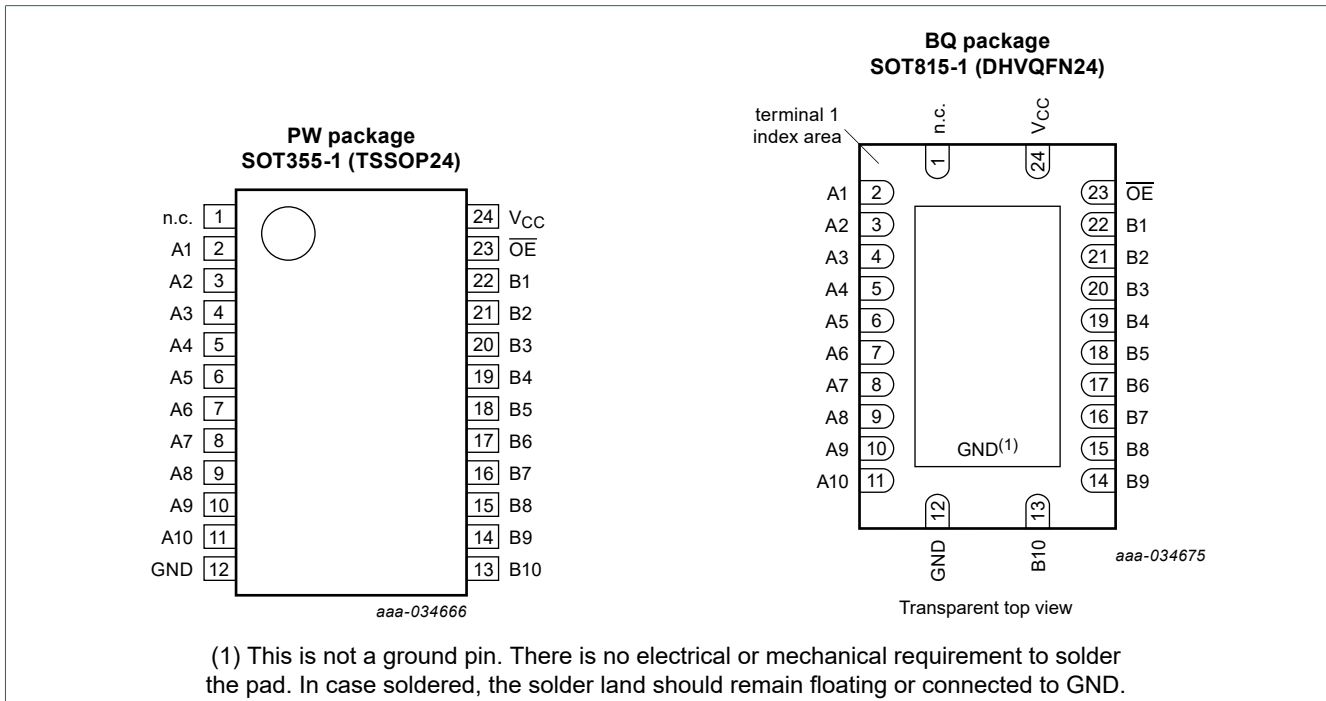 PW package
SOT355-1 (TSSOP24)
n.c. 1
A1 2
A2 3
A3 4
A4 5
A5 6
A6 7
A7 8
A8 9
A9 10
A10 11
GND 12
24 VCC
23 OE
22 B1
21 B2
20 B3
19 B4
18 B5
17 B6
16 B7
15 B8
14 B9
13 B10
aaa-034666
BQ package
SOT815-1 (DHVQFN24)
terminal 1
index area
n.c.
1
VCC
24
A1 2
A2 3
A3 4
A4 5
A5 6
A6 7
A7 8
A8 9
A9 10
A10 11
23 OE
22 B1
21 B2
20 B3
19 B4
18 B5
17 B6
16 B7
15 B8
14 B9
GND(1)
12
GND
13
B10
aaa-034675
Transparent top view
(1) This is not a ground pin. There is no electrical or mechanical requirement to solder
the pad. In case soldered, the solder land should remain floating or connected to GND.